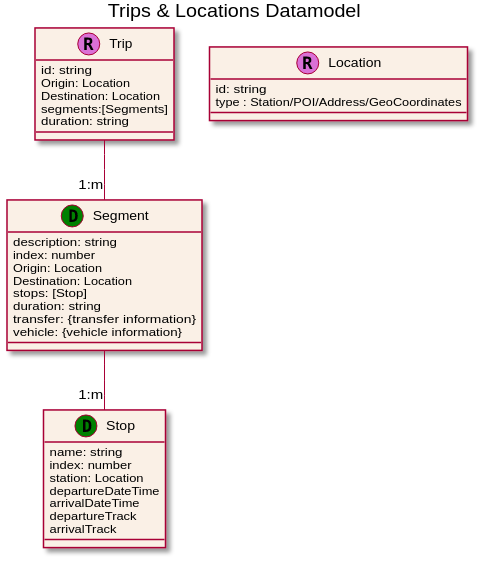 Trips & Locations Datamodel
R Trip
id: string
Origin: Location
Destination: Location
segments:[Segments]
duration: string
R Location
id: string
type : Station/POI/Address/GeoCoordinates
1:m
D Segment
description: string
index: number
Origin: Location
Destination: Location
stops: [Stop]
duration: string
transfer: {transfer information}
vehicle: {vehicle information}
1:m
D Stop
name: string
index: number
station: Location
departureDateTime
arrivalDateTime
departureTrack
arrivalTrack